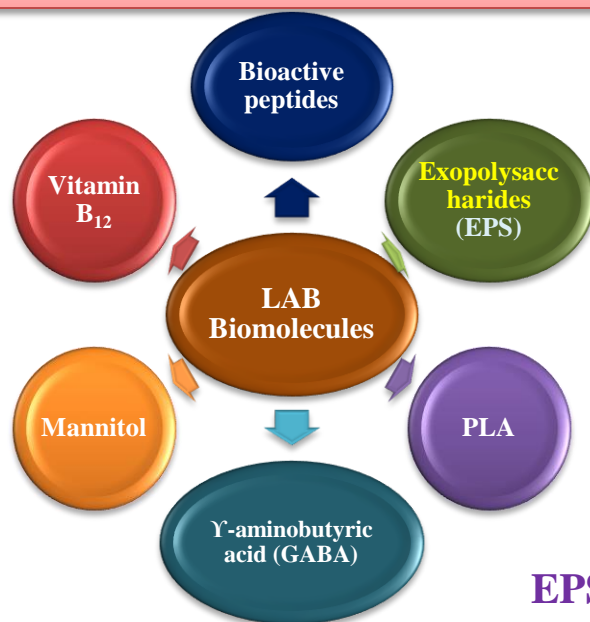 Bioactive
peptides
Vitamin
B₁₂
Exopolysacc
harides
(EPS)
LAB
Biomolecules
Mannitol
PLA
ϒ-aminobutyric
acid (GABA)
EPS